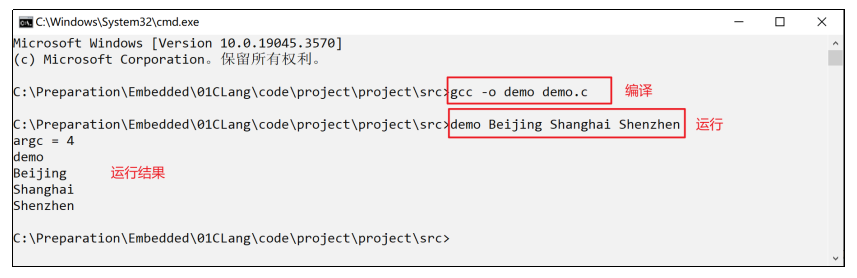 C:\Windows\System32\cmd.exe
Microsoft Windows [Version 10.0.19045.3570]
(c) Microsoft Corporation。保留所有权利。
C:\Preparation\Embedded\01CLang\code\project\project\src>gcc -o demo demo.c 编译
C:\Preparation\Embedded\01CLang\code\project\project\src>demo Beijing Shanghai Shenzhen 运行
argc = 4
demo
Beijing 运行结果
Shanghai
Shenzhen
C:\Preparation\Embedded\01CLang\code\project\project\src>